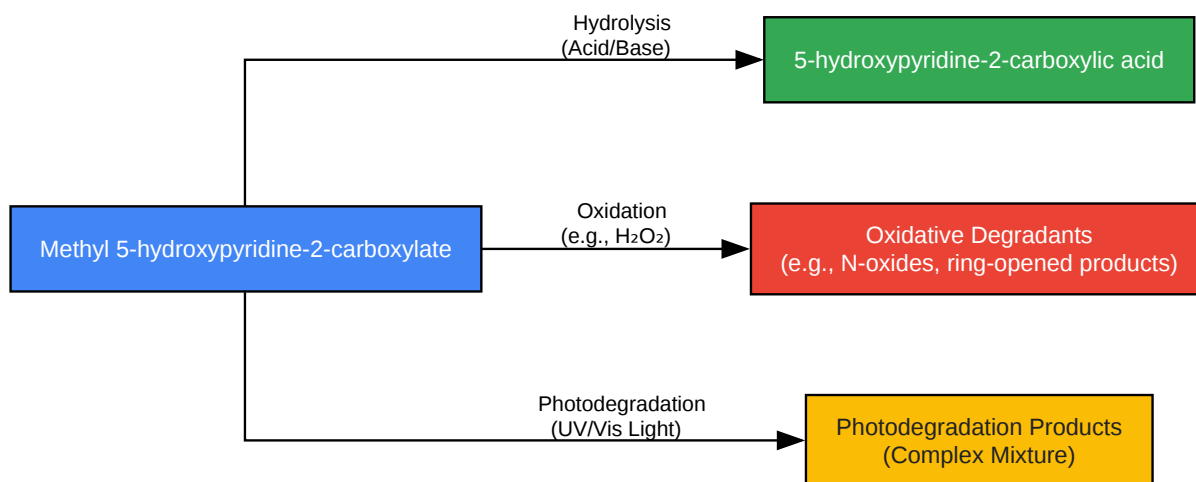 Hydrolysis
(Acid/Base)
5-hydroxypyridine-2-carboxylic acid
Methyl 5-hydroxypyridine-2-carboxylate
Oxidation
(e.g., H₂O₂)
Oxidative Degradants
(e.g., N-oxides, ring-opened products)
Photodegradation
(UV/Vis Light)
Photodegradation Products
(Complex Mixture)